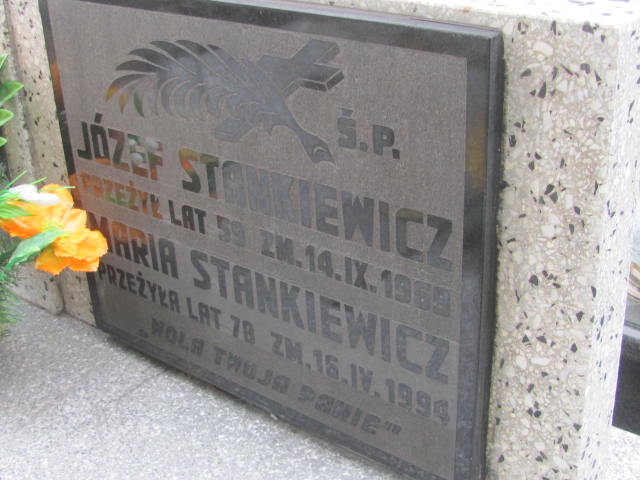 Ś.P.
JÓZEF STANKIEWICZ
PRZEŻYŁ LAT 59 ZM. 14.IX.1969
MARIA STANKIEWICZ
PRZEŻYŁA LAT 78 ZM. 16.IV.1994
„WOLA TWOJA PANIE"